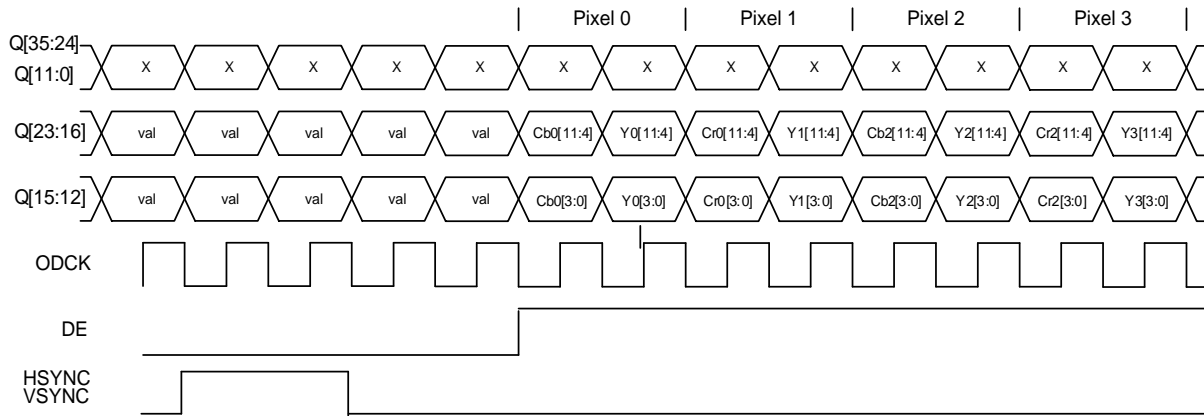 Pixel 0 Pixel 1 Pixel 2 Pixel 3
Q[35:24]
Q[11:0] X X X X X X X X X X X X X
Q[23:16] val val val val val Cb0[11:4] Y0[11:4] Cr0[11:4] Y1[11:4] Cb2[11:4] Y2[11:4] Cr2[11:4] Y3[11:4]
Q[15:12] val val val val val Cb0[3:0] Y0[3:0] Cr0[3:0] Y1[3:0] Cb2[3:0] Y2[3:0] Cr2[3:0] Y3[3:0]
ODCK
DE
HSYNC
VSYNC